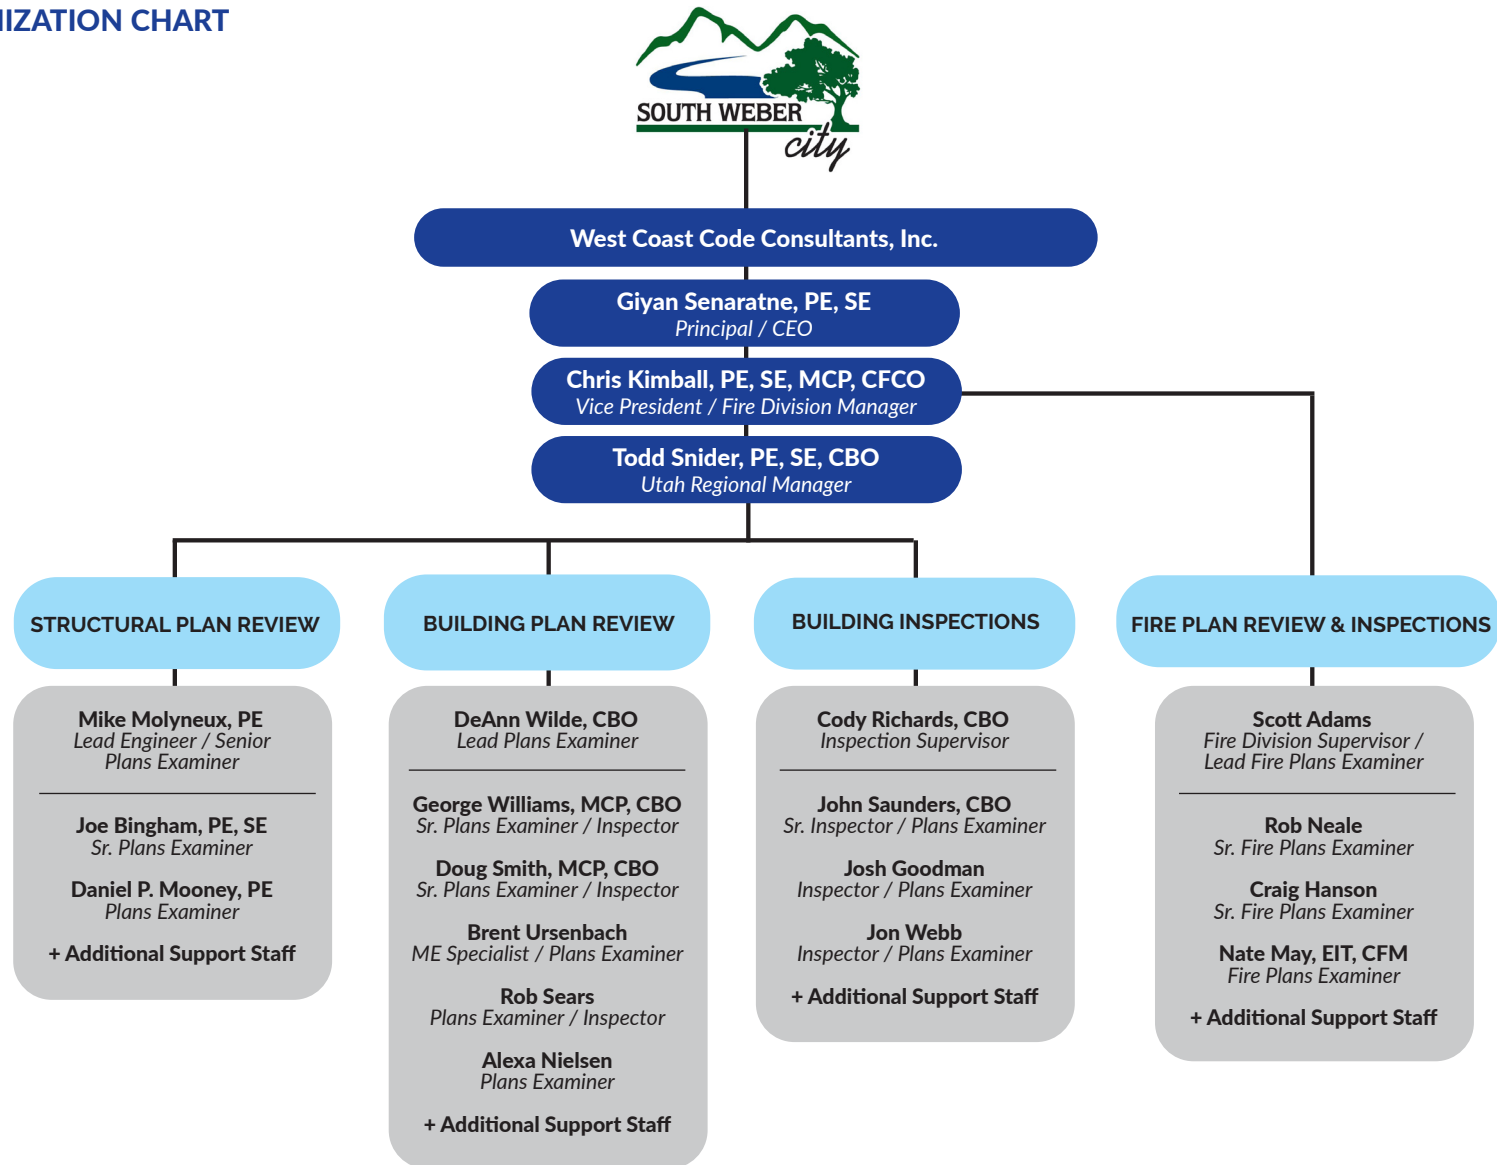 NIZATION CHART
SOUTH WEBER
city
West Coast Code Consultants, Inc.
Giyan Senaratne, PE, SE
Principal / CEO
Chris Kimball, PE, SE, MCP, CFCO
Vice President / Fire Division Manager
Todd Snider, PE, SE, CBO
Utah Regional Manager
STRUCTURAL PLAN REVIEW
Mike Molyneux, PE
Lead Engineer / Senior
Plans Examiner
Joe Bingham, PE, SE
Sr. Plans Examiner
Daniel P. Mooney, PE
Plans Examiner
+ Additional Support Staff
BUILDING PLAN REVIEW
DeAnn Wilde, CBO
Lead Plans Examiner
George Williams, MCP, CBO
Sr. Plans Examiner / Inspector
Doug Smith, MCP, CBO
Sr. Plans Examiner / Inspector
Brent Ursenbach
ME Specialist / Plans Examiner
Rob Sears
Plans Examiner / Inspector
Alexa Nielsen
Plans Examiner
+ Additional Support Staff
BUILDING INSPECTIONS
Cody Richards, CBO
Inspection Supervisor
John Saunders, CBO
Sr. Inspector / Plans Examiner
Josh Goodman
Inspector / Plans Examiner
Jon Webb
Inspector / Plans Examiner
+ Additional Support Staff
FIRE PLAN REVIEW & INSPECTIONS
Scott Adams
Fire Division Supervisor /
Lead Fire Plans Examiner
Rob Neale
Sr. Fire Plans Examiner
Craig Hanson
Sr. Fire Plans Examiner
Nate May, EIT, CFM
Fire Plans Examiner
+ Additional Support Staff